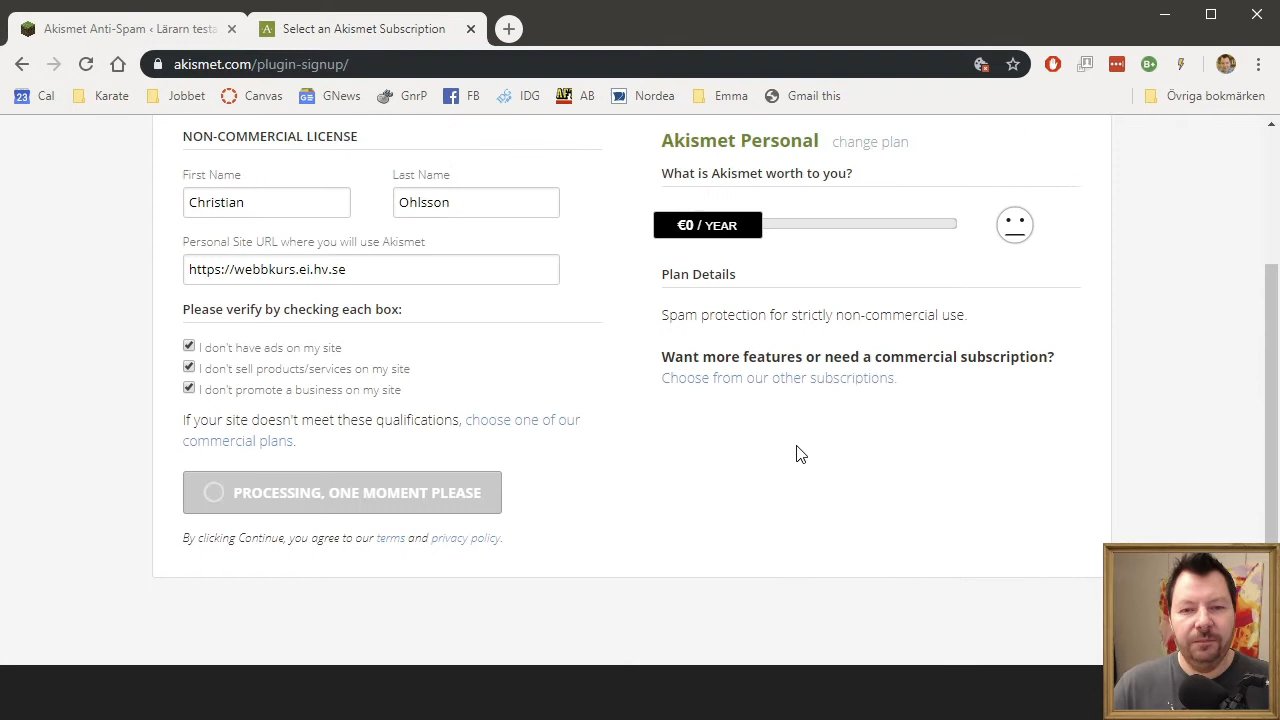 Akismet Anti-Spam ‹ Lärarn testa
Select an Akismet Subscription
akismet.com/plugin-signup/
23 Cal
Karate
Jobbet
Canvas
GNews
GnrP
FB
IDG
AB
Nordea
Emma
Gmail this
Övriga bokmärken
NON-COMMERCIAL LICENSE
First Name
Last Name
Christian
Ohlsson
Personal Site URL where you will use Akismet
https://webbkurs.ei.hv.se
Please verify by checking each box:
I don't have ads on my site
I don't sell products/services on my site
I don't promote a business on my site
If your site doesn't meet these qualifications, choose one of our
commercial plans.
PROCESSING, ONE MOMENT PLEASE
By clicking Continue, you agree to our terms and privacy policy.
Akismet Personal change plan
What is Akismet worth to you?
€0 / YEAR
Plan Details
Spam protection for strictly non-commercial use.
Want more features or need a commercial subscription?
Choose from our other subscriptions.